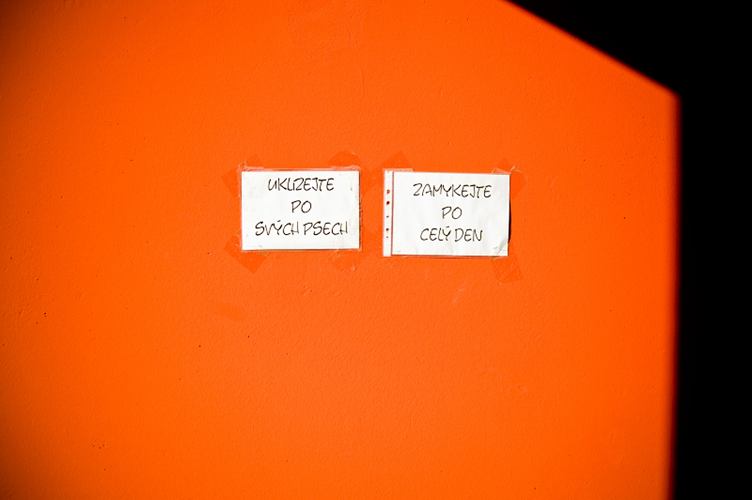 UKLIZEJTE
PO
SVÝCH PSECH
ZAMYKEJTE
PO
CELÝ DEN